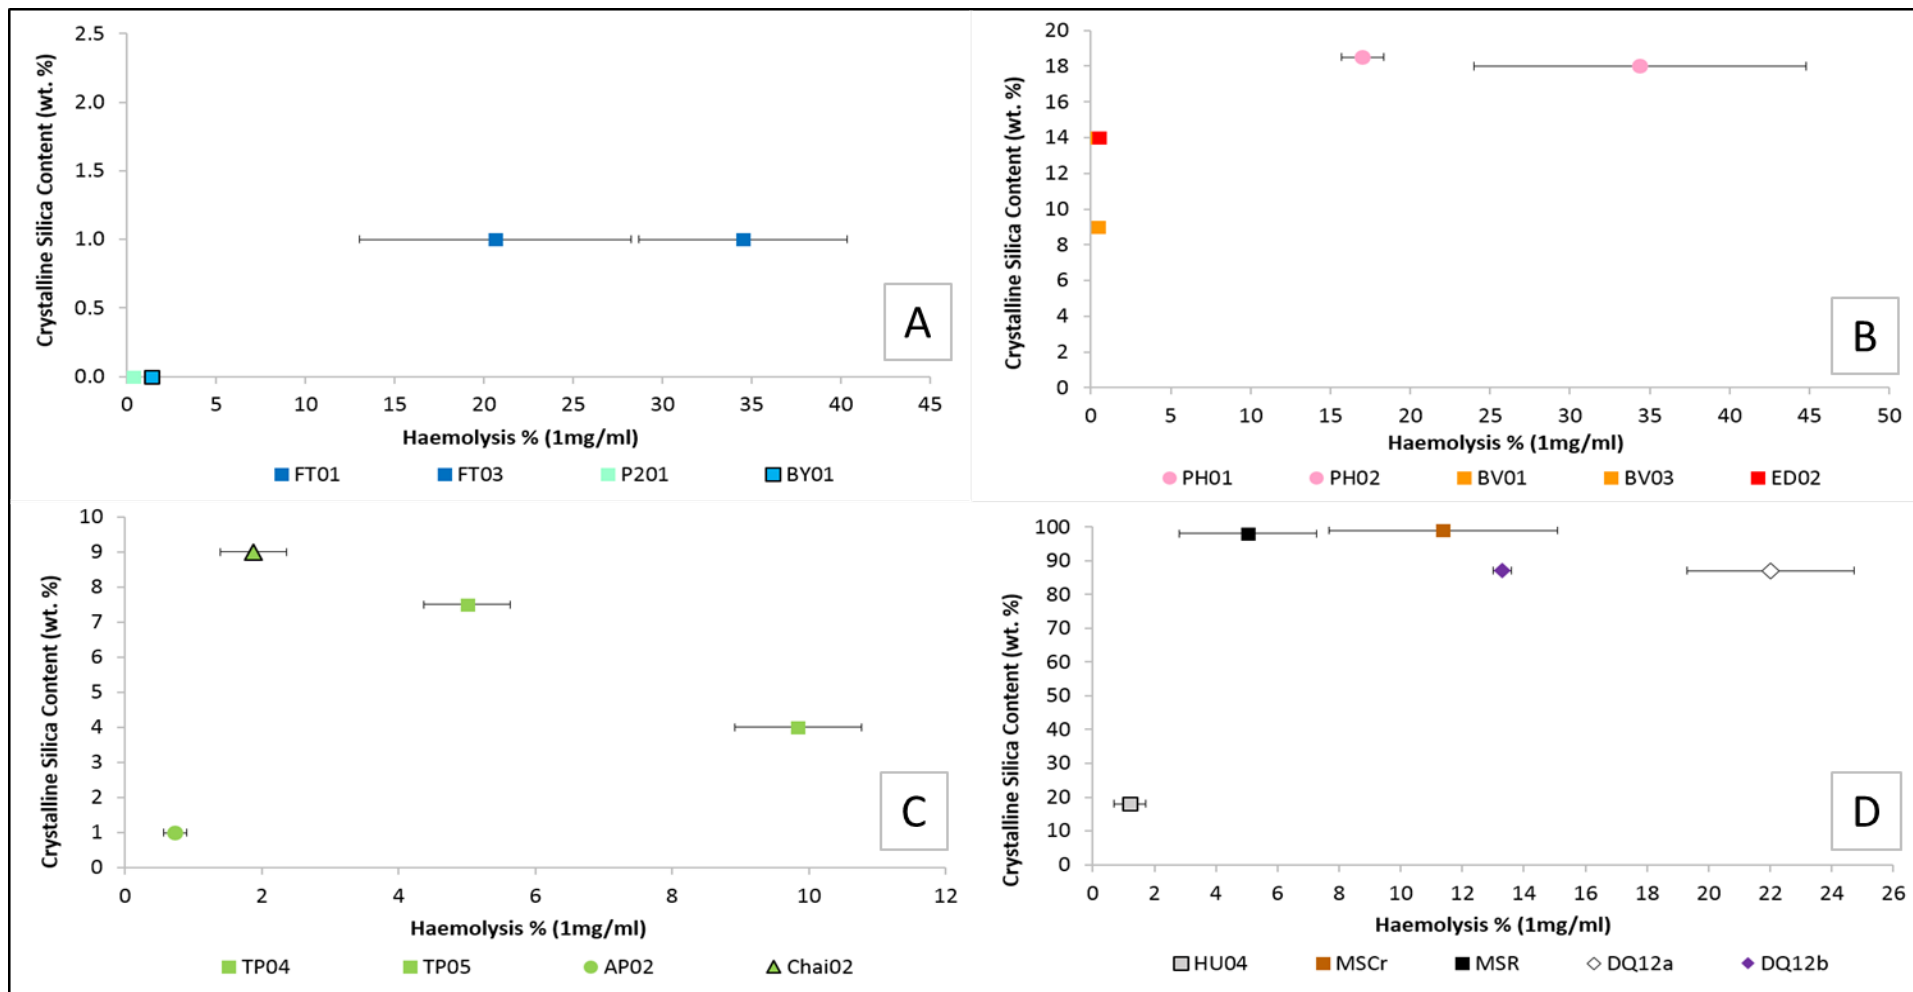 Crystalline Silica Content (wt. %)
2.5
2.0
1.5
1.0
0.5
0.0
0 5 10 15 20 25 30 35 40 45
Haemolysis % (1mg/ml)
A
FT01 FT03 P201 BY01
Crystalline Silica Content (wt. %)
20
18
16
14
12
10
8
6
4
2
0
0 5 10 15 20 25 30 35 40 45 50
Haemolysis % (1mg/ml)
B
PH01 PH02 BV01 BV03 ED02
Crystalline Silica Content (wt. %)
10
9
8
7
6
5
4
3
2
1
0
0 2 4 6 8 10 12
Haemolysis % (1mg/ml)
C
TP04 TP05 AP02 Chai02
Crystalline Silica Content (wt. %)
100
90
80
70
60
50
40
30
20
10
0
0 2 4 6 8 10 12 14 16 18 20 22 24 26
Haemolysis % (1mg/ml)
D
HU04 MSCr MSR DQ12a DQ12b